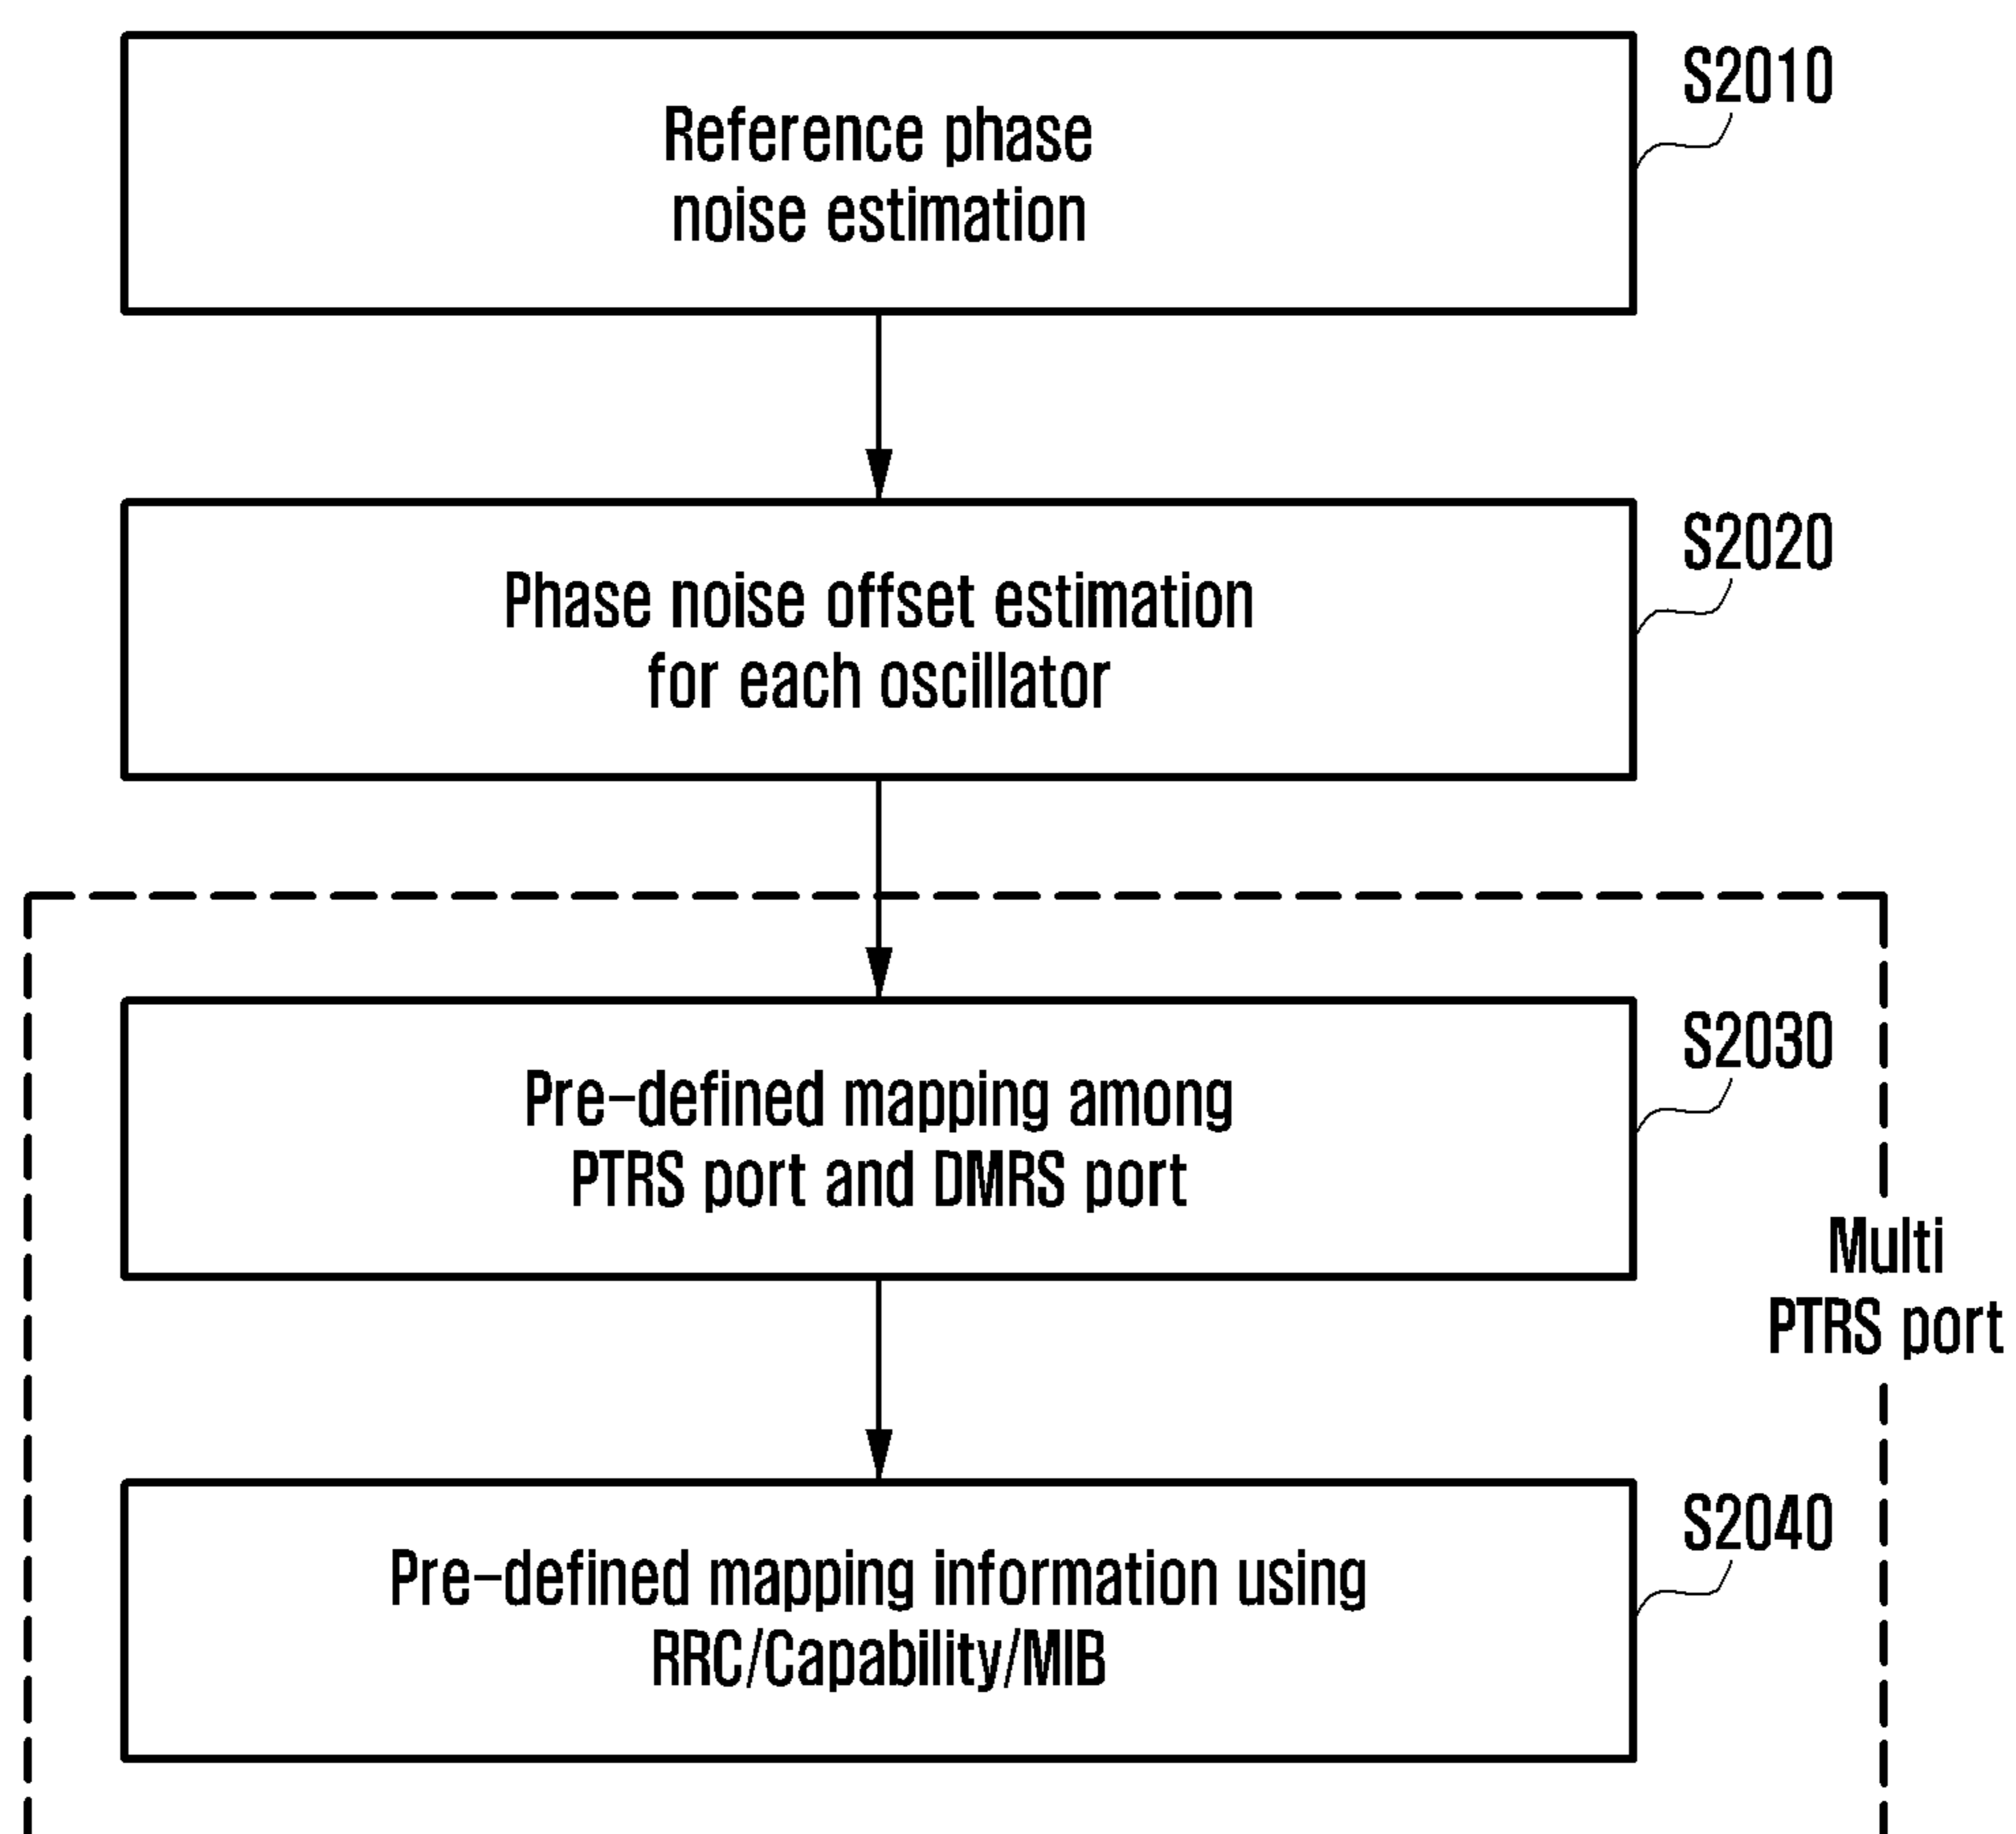 S2010
Reference phase
noise estimation
S2020
Phase noise offset estimation
for each oscillator
S2030
Pre-defined mapping among
PTRS port and DMRS port
Multi
PTRS port
S2040
Pre-defined mapping information using
RRC/Capability/MIB